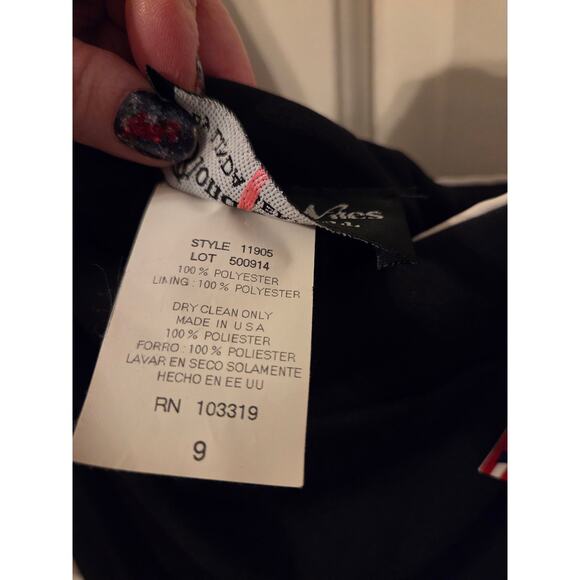 Nites
STYLE 11905
LOT 500914
100% POLYESTER
LINING : 100% POLYESTER
DRY CLEAN ONLY
MADE IN U S A
100% POLIESTER
FORRO : 100% POLIESTER
LAVAR EN SECO SOLAMENTE
HECHO EN EE UU
RN 103319
9